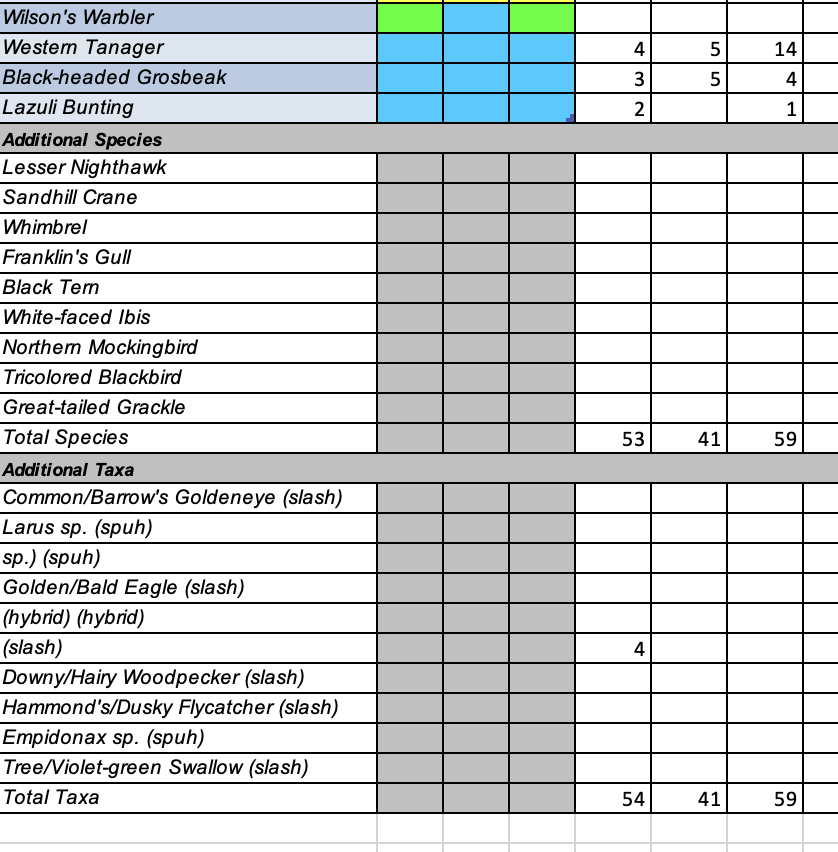 Wilson's Warbler
Western Tanager 4 5 14
Black-headed Grosbeak 3 5 4
Lazuli Bunting 2 1
Additional Species
Lesser Nighthawk
Sandhill Crane
Whimbrel
Franklin's Gull
Black Tern
White-faced Ibis
Northern Mockingbird
Tricolored Blackbird
Great-tailed Grackle
Total Species 53 41 59
Additional Taxa
Common/Barrow's Goldeneye (slash)
Larus sp. (spuh)
sp.) (spuh)
Golden/Bald Eagle (slash)
(hybrid) (hybrid)
(slash) 4
Downy/Hairy Woodpecker (slash)
Hammond's/Dusky Flycatcher (slash)
Empidonax sp. (spuh)
Tree/Violet-green Swallow (slash)
Total Taxa 54 41 59